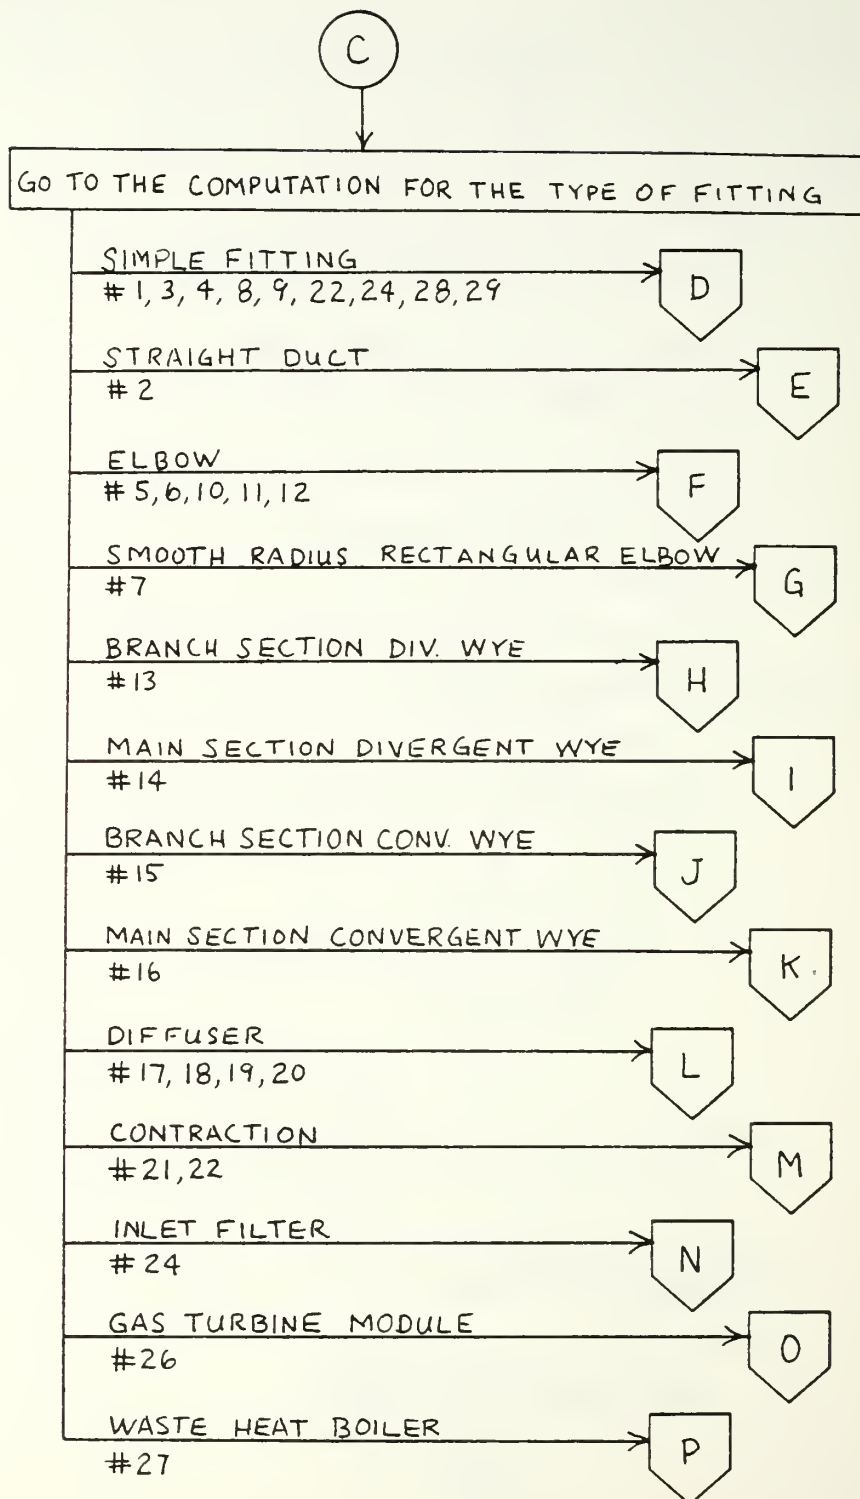 C
GO TO THE COMPUTATION FOR THE TYPE OF FITTING
SIMPLE FITTING
# 1, 3, 4, 8, 9, 22, 24, 28, 29
D
STRAIGHT DUCT
# 2
E
ELBOW
# 5, 6, 10, 11, 12
F
SMOOTH RADIUS RECTANGULAR ELBOW
#7
G
BRANCH SECTION DIV. WYE
#13
H
MAIN SECTION DIVERGENT WYE
#14
I
BRANCH SECTION CONV. WYE
#15
J
MAIN SECTION CONVERGENT WYE
#16
K
DIFFUSER
#17, 18, 19, 20
L
CONTRACTION
#21, 22
M
INLET FILTER
# 24
N
GAS TURBINE MODULE
#26
O
WASTE HEAT BOILER
#27
P